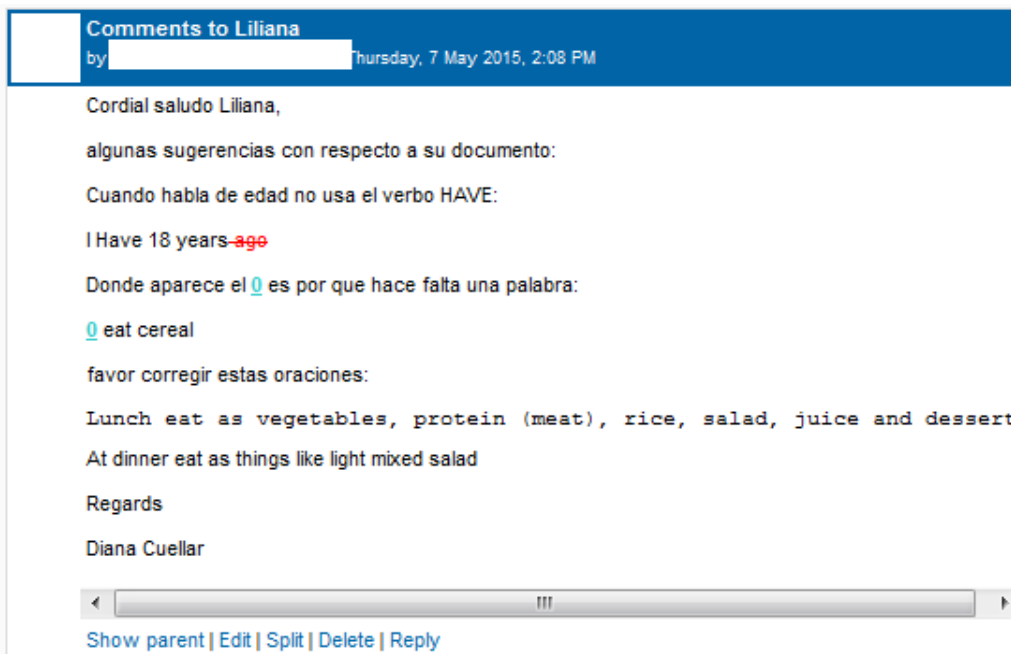 Comments to Liliana
by Thursday, 7 May 2015, 2:08 PM
Cordial saludo Liliana,
algunas sugerencias con respecto a su documento:
Cuando habla de edad no usa el verbo HAVE:
I Have 18 years ago
Donde aparece el 0 es por que hace falta una palabra:
0 eat cereal
favor corregir estas oraciones:
Lunch eat as vegetables, protein (meat), rice, salad, juice and dessert
At dinner eat as things like light mixed salad
Regards
Diana Cuellar
Show parent | Edit | Split | Delete | Reply